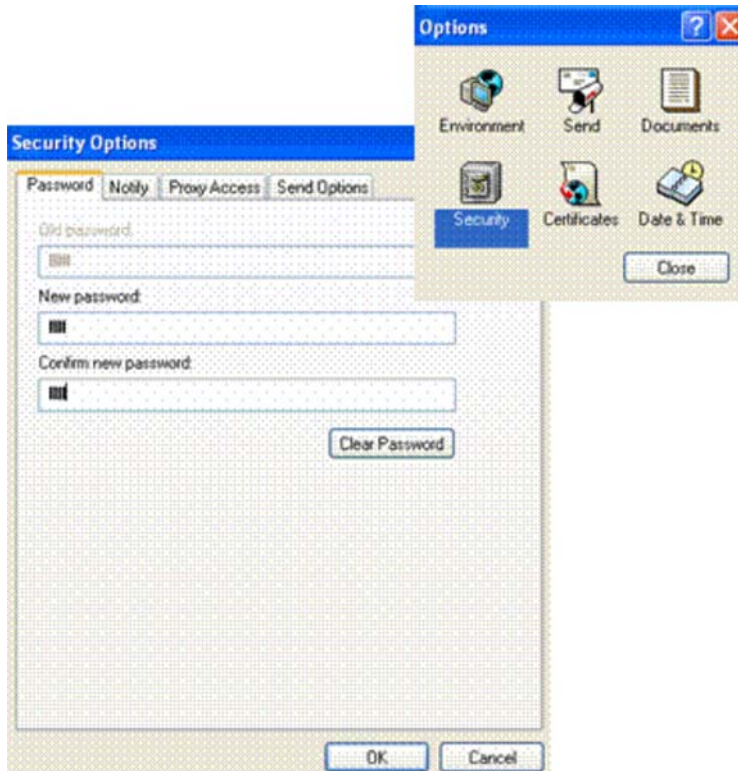 Options
Environment Send Documents
Security Certificates Date & Time
Close
Security Options
Password Notify Proxy Access Send Options
Old password:
New password:
Confirm new password:
Clear Password
OK Cancel